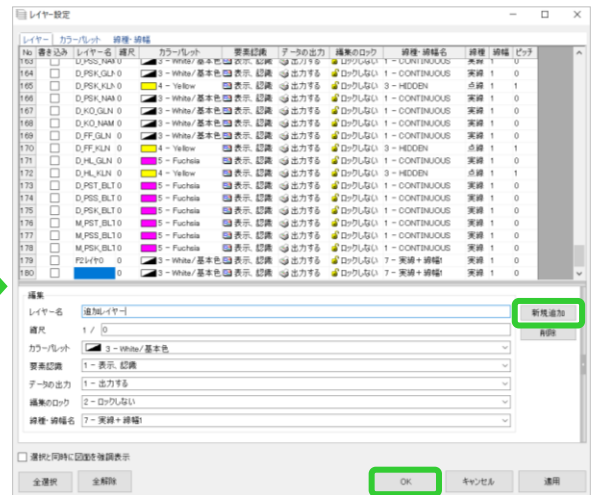 レイヤー設定
レイヤー カラーパレット 線種・線幅
No 書き込み レイヤー名 縮尺 カラーパレット 要素認識 データの出力 編集のロック 線種・線幅名 線種 線幅 ピッチ
163 D_PSS_NAM 0 3 - White/基本色 表示、認識 出力する ロックしない 1 - CONTINUOUS 実線 1 0
164 D_PSK_GLN 0 3 - White/基本色 表示、認識 出力する ロックしない 1 - CONTINUOUS 実線 1 0
165 D_PSK_KLN 0 4 - Yellow 表示、認識 出力する ロックしない 3 - HIDDEN 点線 1 1
166 D_PSK_NAM 0 3 - White/基本色 表示、認識 出力する ロックしない 1 - CONTINUOUS 実線 1 0
167 D_KO_GLN 0 3 - White/基本色 表示、認識 出力する ロックしない 1 - CONTINUOUS 実線 1 0
168 D_KO_NAM 0 3 - White/基本色 表示、認識 出力する ロックしない 1 - CONTINUOUS 実線 1 0
169 D_FF_GLN 0 3 - White/基本色 表示、認識 出力する ロックしない 1 - CONTINUOUS 実線 1 0
170 D_FF_KLN 0 4 - Yellow 表示、認識 出力する ロックしない 3 - HIDDEN 点線 1 1
171 D_HL_GLN 0 5 - Fuchsia 表示、認識 出力する ロックしない 1 - CONTINUOUS 実線 1 0
172 D_HL_KLN 0 4 - Yellow 表示、認識 出力する ロックしない 3 - HIDDEN 点線 1 1
173 D_PST_BLT 0 5 - Fuchsia 表示、認識 出力する ロックしない 1 - CONTINUOUS 実線 1 0
174 D_PSS_BLT 0 5 - Fuchsia 表示、認識 出力する ロックしない 1 - CONTINUOUS 実線 1 0
175 D_PSK_BLT 0 5 - Fuchsia 表示、認識 出力する ロックしない 1 - CONTINUOUS 実線 1 0
176 M_PST_BLT 0 5 - Fuchsia 表示、認識 出力する ロックしない 1 - CONTINUOUS 実線 1 0
177 M_PSS_BLT 0 5 - Fuchsia 表示、認識 出力する ロックしない 1 - CONTINUOUS 実線 1 0
178 M_PSK_BLT 0 5 - Fuchsia 表示、認識 出力する ロックしない 1 - CONTINUOUS 実線 1 0
179 F2レイヤ0 0 3 - White/基本色 表示、認識 出力する ロックしない 7 - 実線+線幅1 実線 1 0
180 0 3 - White/基本色 表示、認識 出力する ロックしない 7 - 実線+線幅1 実線 1 0
編集
レイヤー名 追加レイヤー 新規追加
縮尺 1 / 0 削除
カラーパレット 3 - White/基本色
要素認識 1 - 表示、認識
データの出力 1 - 出力する
編集のロック 2 - ロックしない
線種・線幅名 7 - 実線+線幅1
選択と同時に図面を強調表示
全選択 全解除 OK キャンセル 適用